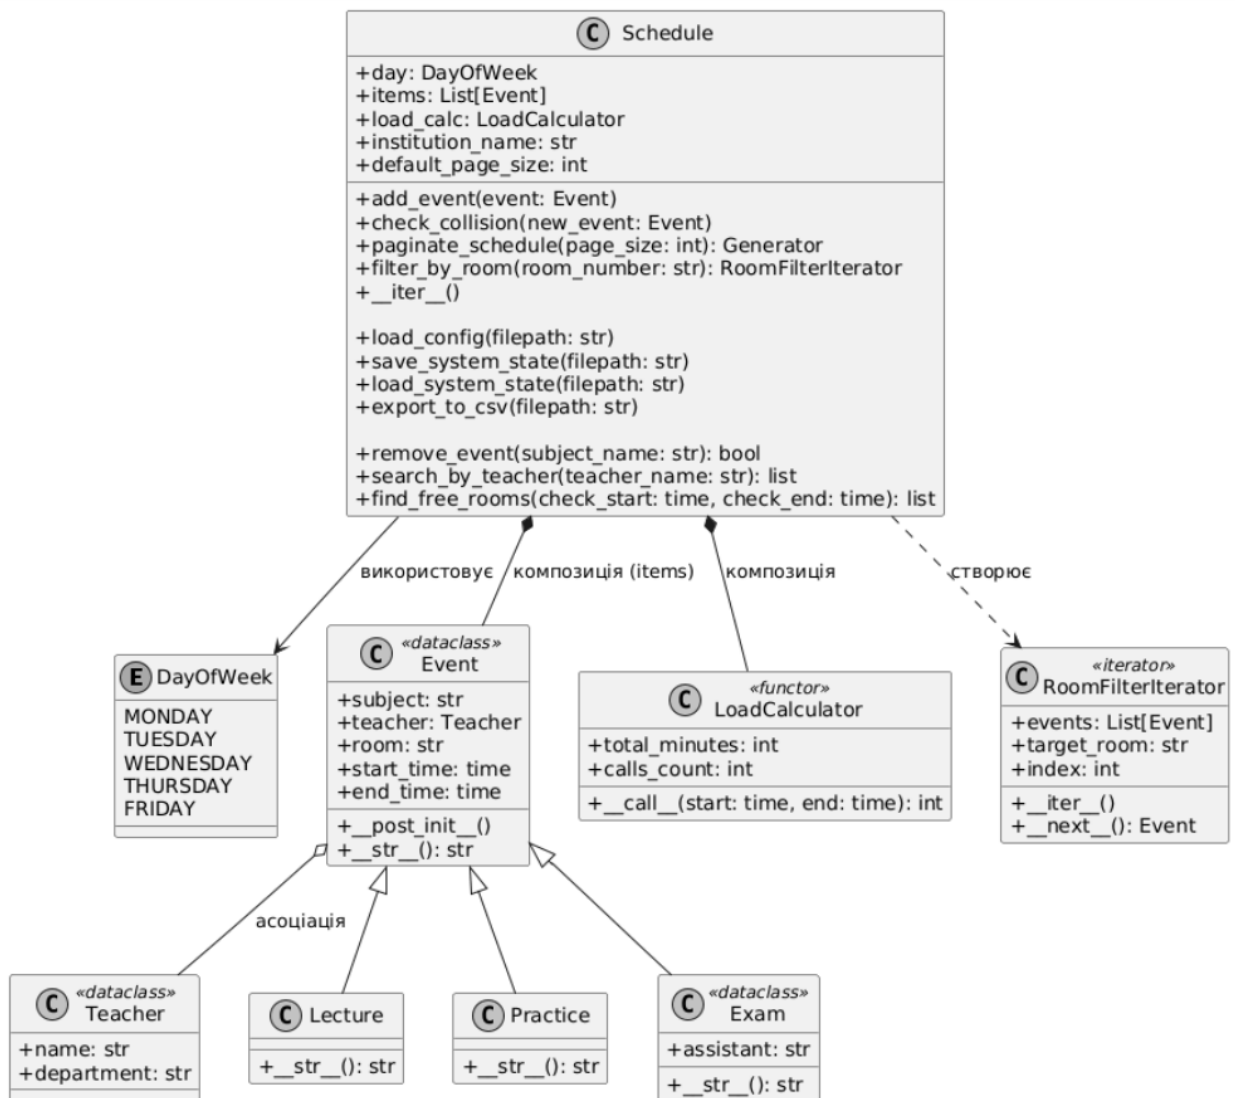 C Schedule
+day: DayOfWeek
+items: List[Event]
+load_calc: LoadCalculator
+institution_name: str
+default_page_size: int
+add_event(event: Event)
+check_collision(new_event: Event)
+paginate_schedule(page_size: int): Generator
+filter_by_room(room_number: str): RoomFilterIterator
+__iter__()
+load_config(filepath: str)
+save_system_state(filepath: str)
+load_system_state(filepath: str)
+export_to_csv(filepath: str)
+remove_event(subject_name: str): bool
+search_by_teacher(teacher_name: str): list
+find_free_rooms(check_start: time, check_end: time): list
використовує
композиція (items)
композиція
створює
E DayOfWeek
MONDAY
TUESDAY
WEDNESDAY
THURSDAY
FRIDAY
C «dataclass»
Event
+subject: str
+teacher: Teacher
+room: str
+start_time: time
+end_time: time
+__post_init__()
+__str__(): str
C «functor»
LoadCalculator
+total_minutes: int
+calls_count: int
+__call__(start: time, end: time): int
C «iterator»
RoomFilterIterator
+events: List[Event]
+target_room: str
+index: int
+__iter__()
+__next__(): Event
асоціація
C «dataclass»
Teacher
+name: str
+department: str
C Lecture
+__str__(): str
C Practice
+__str__(): str
C «dataclass»
Exam
+assistant: str
+__str__(): str